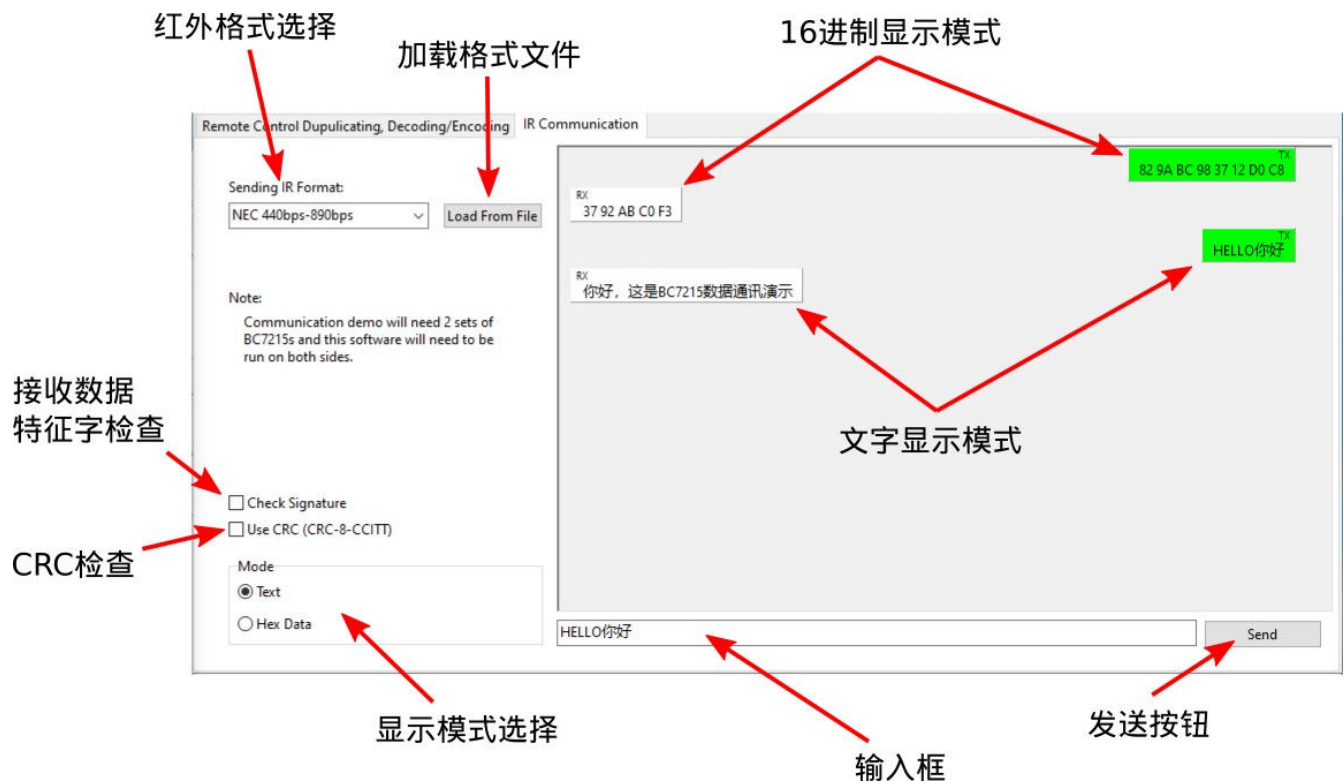 红外格式选择
加载格式文件
16进制显示模式
Remote Control Dupulicating, Decoding/Encoding
IR Communication
Sending IR Format:
NEC 440bps-890bps
Load From File
TX
82 9A BC 98 37 12 D0 C8
RX
37 92 AB C0 F3
TX
HELLO你好
RX
你好，这是BC7215数据通讯演示
Note:
Communication demo will need 2 sets of
BC7215s and this software will need to be
run on both sides.
接收数据
特征字检查
文字显示模式
Check Signature
Use CRC (CRC-8-CCITT)
CRC检查
Mode
Text
Hex Data
HELLO你好
Send
显示模式选择
输入框
发送按钮